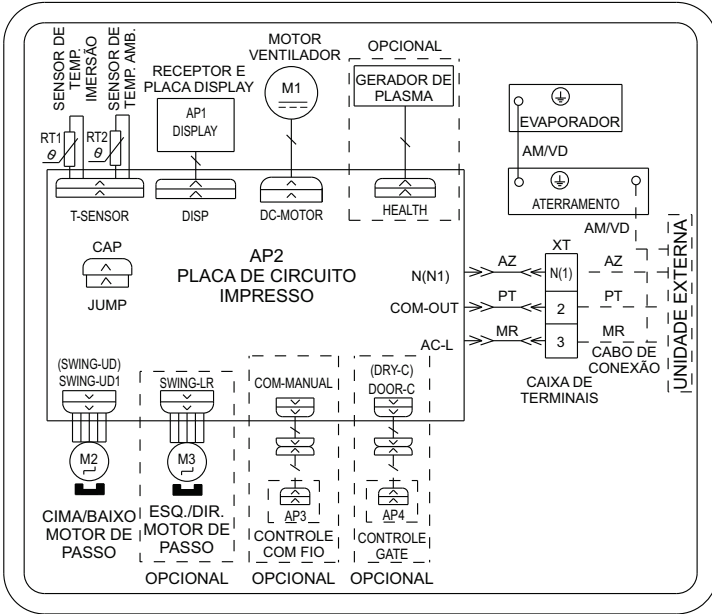 SENSOR DE
TEMP.
IMERSÃO
SENSOR DE
TEMP. AMB.
RT1
θ
RT2
θ
RECEPTOR E
PLACA DISPLAY
AP1
DISPLAY
MOTOR
VENTILADOR
M1
OPCIONAL
GERADOR DE
PLASMA
EVAPORADOR
AM/VD
ATERRAMENTO
AM/VD
T-SENSOR
DISP
DC-MOTOR
HEALTH
CAP
JUMP
AP2
PLACA DE CIRCUITO
IMPRESSO
N(N1)
COM-OUT
AC-L
AZ
PT
MR
XT
N(1)
2
3
AZ
PT
MR
CABO DE
CONEXÃO
CAIXA DE
TERMINAIS
UNIDADE EXTERNA
(SWING-UD)
SWING-UD1
M2
CIMA/BAIXO
MOTOR DE
PASSO
SWING-LR
M3
ESQ./DIR.
MOTOR DE
PASSO
OPCIONAL
COM-MANUAL
AP3
CONTROLE
COM FIO
OPCIONAL
(DRY-C)
DOOR-C
AP4
CONTROLE
GATE
OPCIONAL